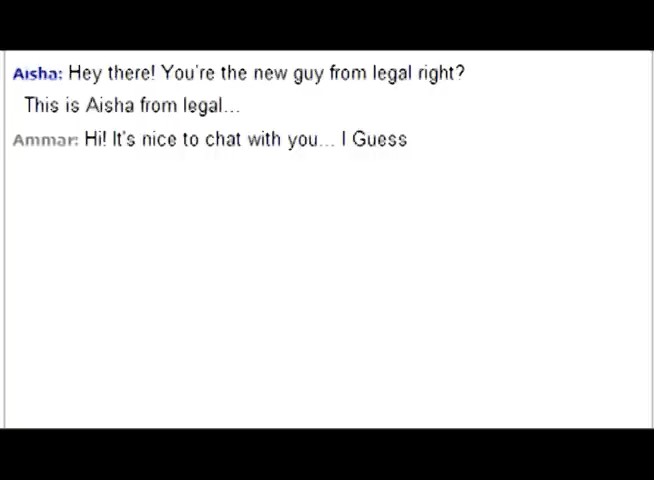 Aisha: Hey there! You're the new guy from legal right?
This is Aisha from legal...
Ammar: Hi! It's nice to chat with you... I Guess